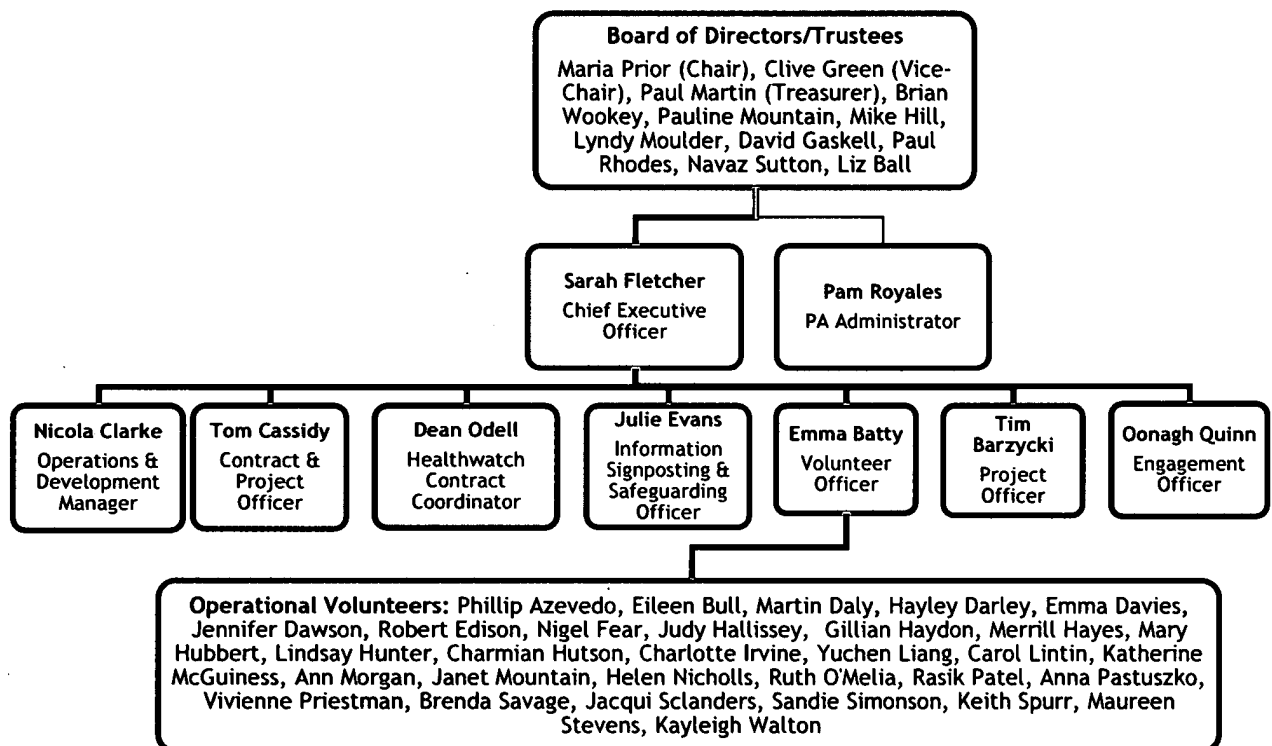 Board of Directors/Trustees
Maria Prior (Chair), Clive Green (Vice-
Chair), Paul Martin (Treasurer), Brian
Wookey, Pauline Mountain, Mike Hill,
Lyndy Moulder, David Gaskell, Paul
Rhodes, Navaz Sutton, Liz Ball
Sarah Fletcher
Chief Executive
Officer
Pam Royales
PA Administrator
Nicola Clarke
Operations &
Development
Manager
Tom Cassidy
Contract &
Project
Officer
Dean Odell
Healthwatch
Contract
Coordinator
Julie Evans
Information
Signposting &
Safeguarding
Officer
Emma Batty
Volunteer
Officer
Tim
Barzycki
Project
Officer
Oonagh Quinn
Engagement
Officer
Operational Volunteers: Phillip Azevedo, Eileen Bull, Martin Daly, Hayley Darley, Emma Davies,
Jennifer Dawson, Robert Edison, Nigel Fear, Judy Hallissey, Gillian Haydon, Merrill Hayes, Mary
Hubbert, Lindsay Hunter, Charmian Hutson, Charlotte Irvine, Yuchen Liang, Carol Lintin, Katherine
McGuiness, Ann Morgan, Janet Mountain, Helen Nicholls, Ruth O'Melia, Rasik Patel, Anna Pastuszko,
Vivienne Priestman, Brenda Savage, Jacqui Sclanders, Sandie Simonson, Keith Spurr, Maureen
Stevens, Kayleigh Walton